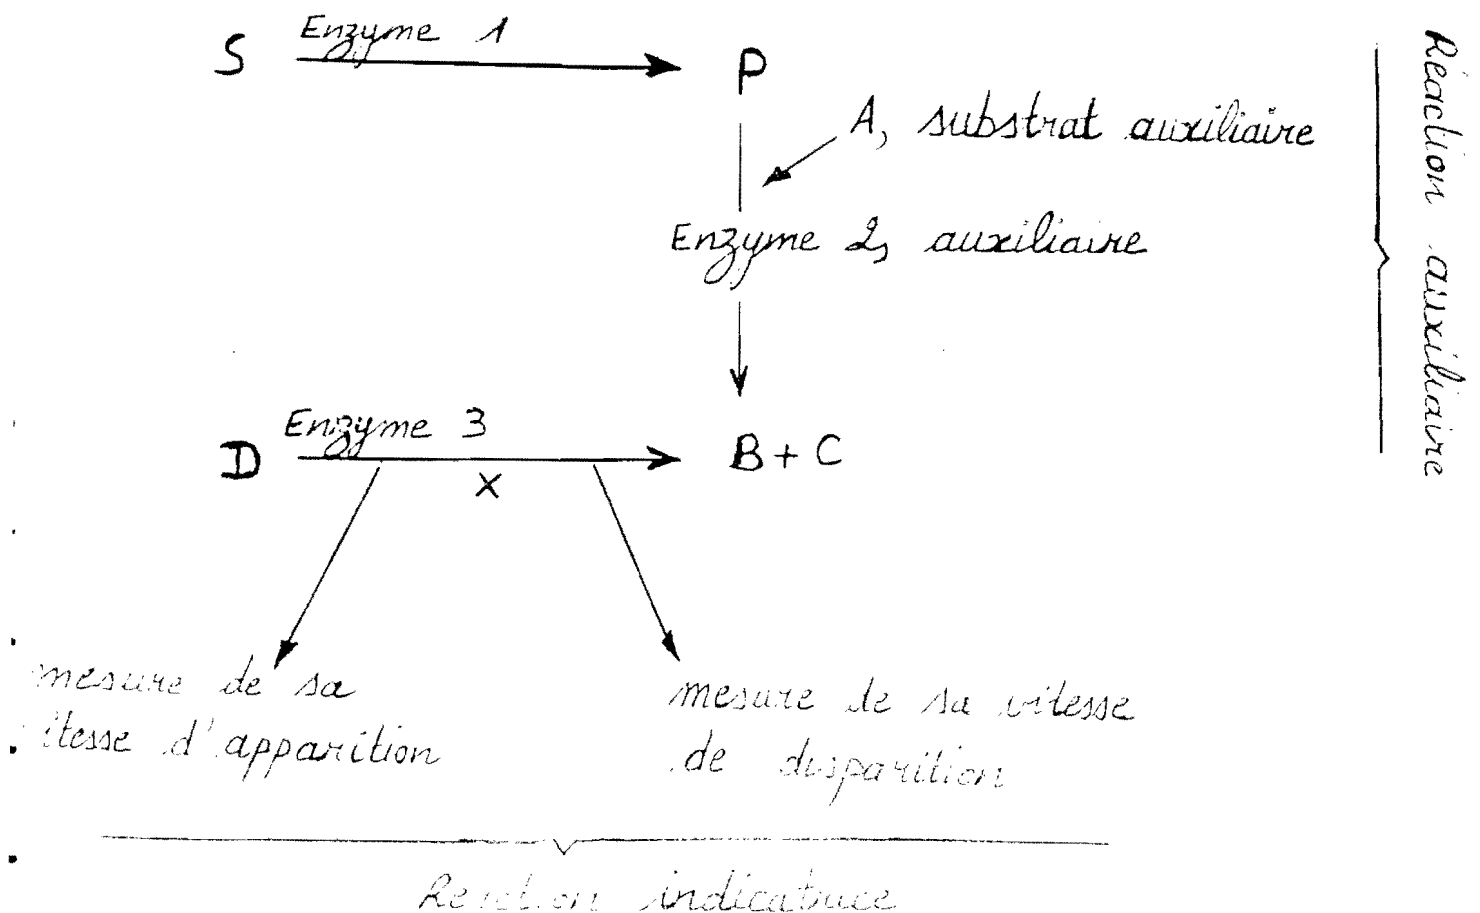 S Enzyme 1 P
A, substrat auxiliaire
Enzyme 2, auxiliaire
Réaction auxiliaire
D Enzyme 3 B + C
X
mesure de sa
vitesse d'apparition
mesure de sa vitesse
de disparition
Réaction indicatrice